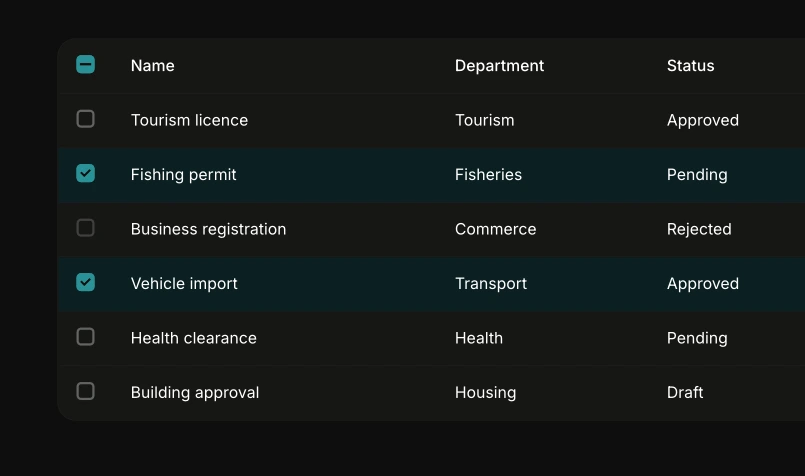 Name Department Status
Tourism licence Tourism Approved
Fishing permit Fisheries Pending
Business registration Commerce Rejected
Vehicle import Transport Approved
Health clearance Health Pending
Building approval Housing Draft